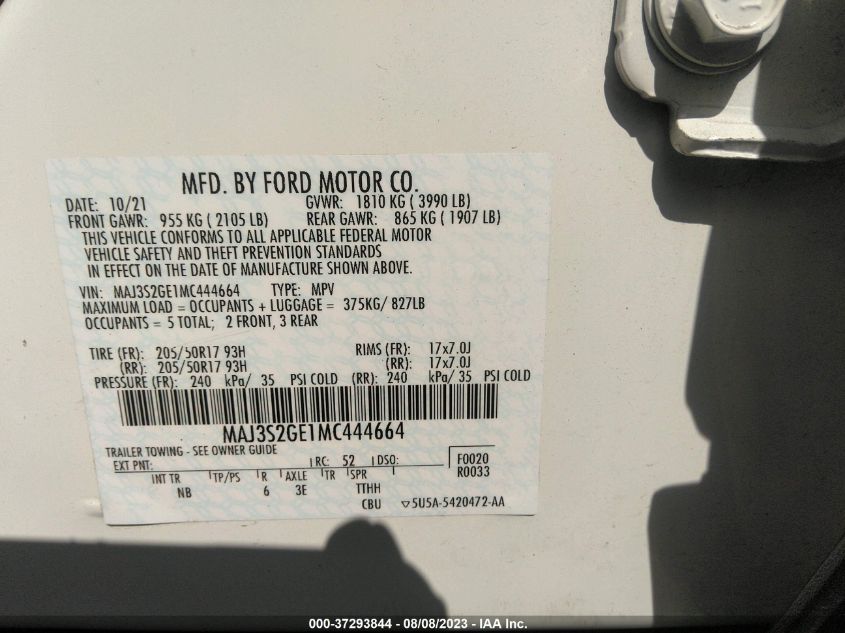 MFD. BY FORD MOTOR CO.
DATE: 10/21 GVWR: 1810 KG ( 3990 LB)
FRONT GAWR: 955 KG ( 2105 LB) REAR GAWR: 865 KG ( 1907 LB)
THIS VEHICLE CONFORMS TO ALL APPLICABLE FEDERAL MOTOR
VEHICLE SAFETY AND THEFT PREVENTION STANDARDS
IN EFFECT ON THE DATE OF MANUFACTURE SHOWN ABOVE.
VIN: MAJ3S2GE1MC444664 TYPE: MPV
MAXIMUM LOAD = OCCUPANTS + LUGGAGE = 375KG/ 827LB
OCCUPANTS = 5 TOTAL; 2 FRONT, 3 REAR
TIRE (FR): 205/50R17 93H RIMS (FR): 17x7.0J
(RR): 205/50R17 93H (RR): 17x7.0J
PRESSURE (FR): 240 kPa/ 35 PSI COLD (RR): 240 kPa/ 35 PSI COLD
MAJ3S2GE1MC444664
TRAILER TOWING - SEE OWNER GUIDE
EXT PNT: RC: 52 DSO: F0020
R0033
INT TR TP/PS R AXLE TR SPR
NB 6 3E TTHH
CBU ▽5U5A-5420472-AA
000-37293844 / 08/08/2023 - IAA Inc.